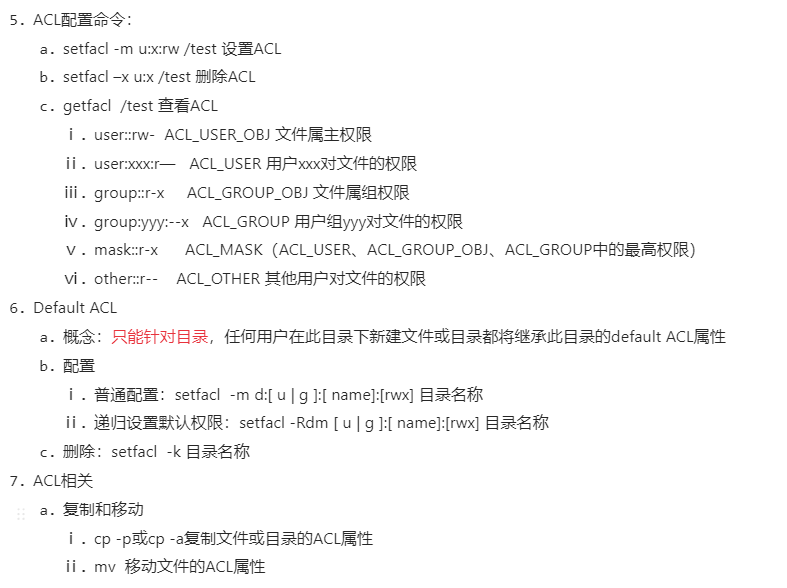 5. ACL配置命令：
a. setfacl -m u:x:rw /test 设置ACL
b. setfacl –x u:x /test 删除ACL
c. getfacl /test 查看ACL
ⅰ. user::rw- ACL_USER_OBJ 文件属主权限
ⅱ. user:xxx:r— ACL_USER 用户xxx对文件的权限
ⅲ. group::r-x ACL_GROUP_OBJ 文件属组权限
ⅳ. group:yyy:--x ACL_GROUP 用户组yyy对文件的权限
ⅴ. mask::r-x ACL_MASK（ACL_USER、ACL_GROUP_OBJ、ACL_GROUP中的最高权限）
ⅵ. other::r-- ACL_OTHER 其他用户对文件的权限
6. Default ACL
a. 概念：只能针对目录，任何用户在此目录下新建文件或目录都将继承此目录的default ACL属性
b. 配置
ⅰ. 普通配置：setfacl -m d:[ u | g ]:[ name]:[rwx] 目录名称
ⅱ. 递归设置默认权限：setfacl -Rdm [ u | g ]:[ name]:[rwx] 目录名称
c. 删除：setfacl -k 目录名称
7. ACL相关
a. 复制和移动
ⅰ. cp -p或cp -a复制文件或目录的ACL属性
ⅱ. mv 移动文件的ACL属性